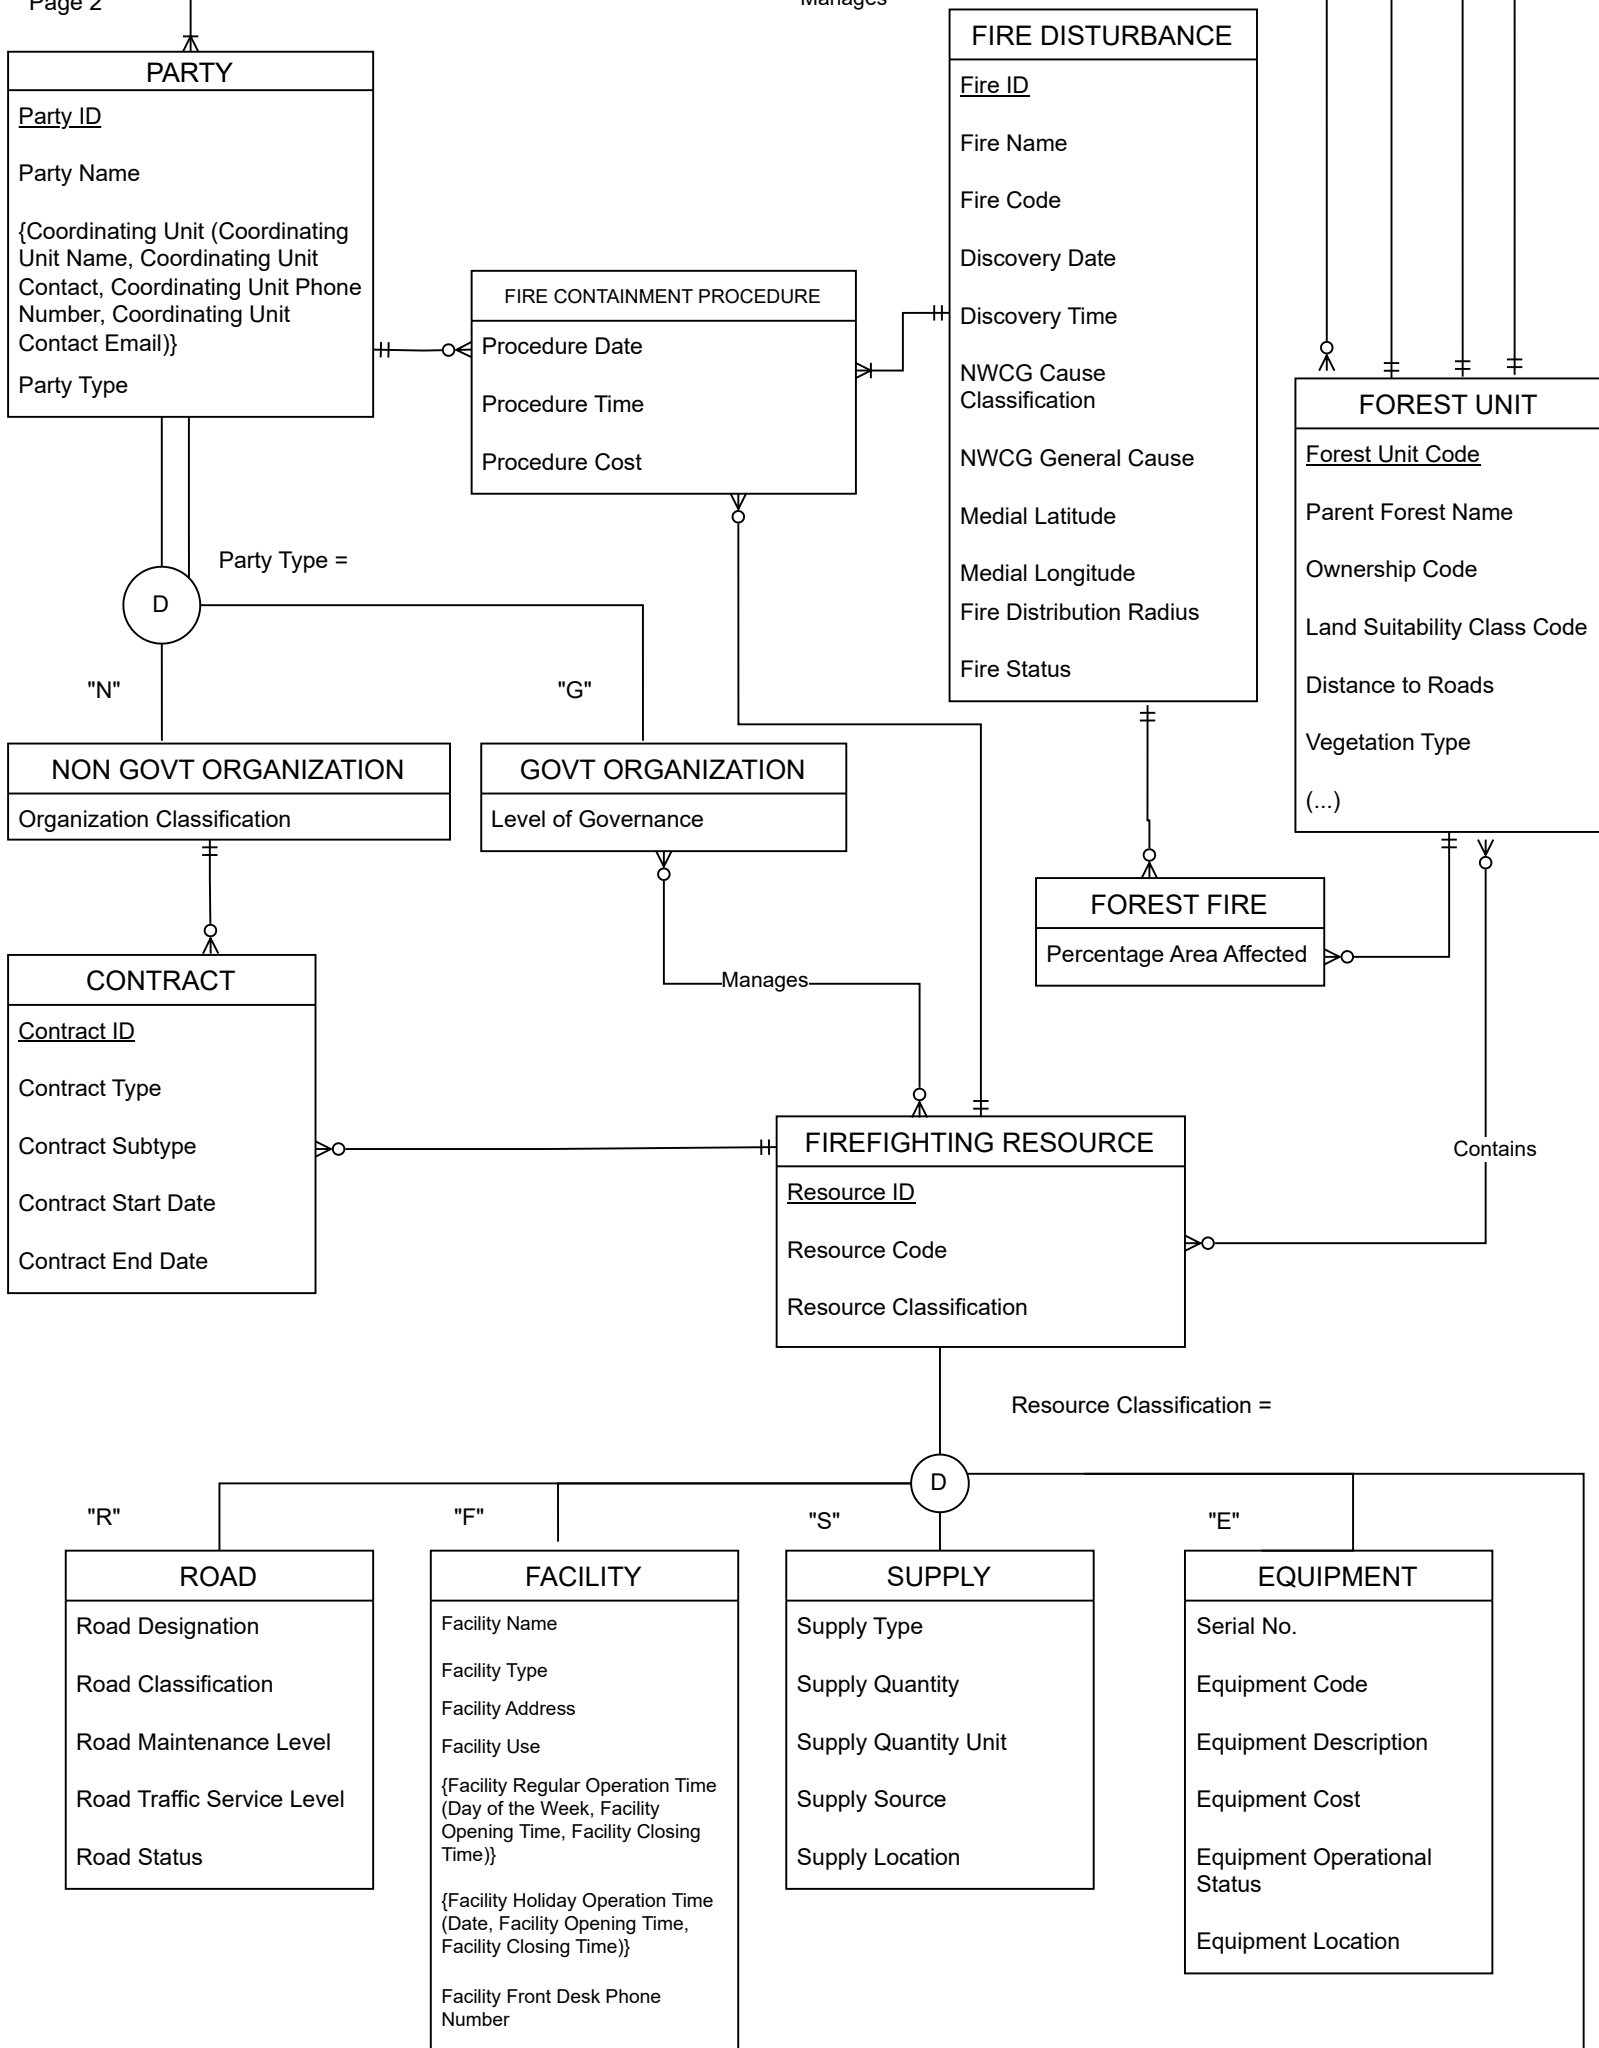 Page 2
Manages
PARTY
Party ID
Party Name
{Coordinating Unit (Coordinating
Unit Name, Coordinating Unit
Contact, Coordinating Unit Phone
Number, Coordinating Unit
Contact Email)}
Party Type
FIRE CONTAINMENT PROCEDURE
Procedure Date
Procedure Time
Procedure Cost
FIRE DISTURBANCE
Fire ID
Fire Name
Fire Code
Discovery Date
Discovery Time
NWCG Cause
Classification
NWCG General Cause
Medial Latitude
Medial Longitude
Fire Distribution Radius
Fire Status
FOREST UNIT
Forest Unit Code
Parent Forest Name
Ownership Code
Land Suitability Class Code
Distance to Roads
Vegetation Type
(...)
Party Type =
D
"N"
"G"
NON GOVT ORGANIZATION
Organization Classification
GOVT ORGANIZATION
Level of Governance
FOREST FIRE
Percentage Area Affected
Manages
CONTRACT
Contract ID
Contract Type
Contract Subtype
Contract Start Date
Contract End Date
FIREFIGHTING RESOURCE
Resource ID
Resource Code
Resource Classification
Contains
Resource Classification =
D
"R"
"F"
"S"
"E"
ROAD
Road Designation
Road Classification
Road Maintenance Level
Road Traffic Service Level
Road Status
FACILITY
Facility Name
Facility Type
Facility Address
Facility Use
{Facility Regular Operation Time
(Day of the Week, Facility
Opening Time, Facility Closing
Time)}
{Facility Holiday Operation Time
(Date, Facility Opening Time,
Facility Closing Time)}
Facility Front Desk Phone
Number
SUPPLY
Supply Type
Supply Quantity
Supply Quantity Unit
Supply Source
Supply Location
EQUIPMENT
Serial No.
Equipment Code
Equipment Description
Equipment Cost
Equipment Operational
Status
Equipment Location